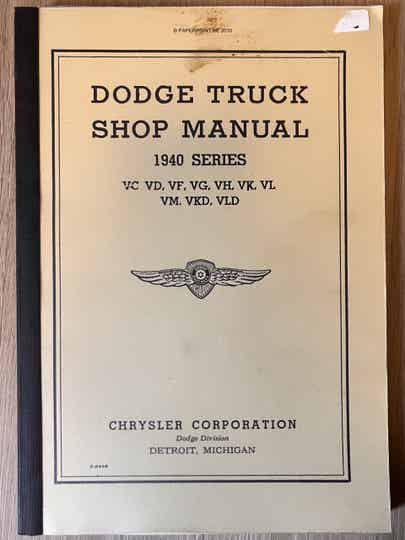 DODGE TRUCK
SHOP MANUAL
1940 SERIES
VC VD, VF, VG, VH, VK, VL
VM, VKD, VLD
CHRYSLER CORPORATION
Dodge Division
DETROIT, MICHIGAN